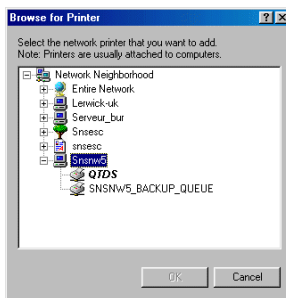 Browse for Printer
Select the network printer that you want to add.
Note: Printers are usually attached to computers.
Network Neighborhood
Entire Network
Lerwick-uk
Serveur_bur
Snsesc
snsesc
Snsnw5
QTDS
SNSNW5_BACKUP_QUEUE
OK
Cancel